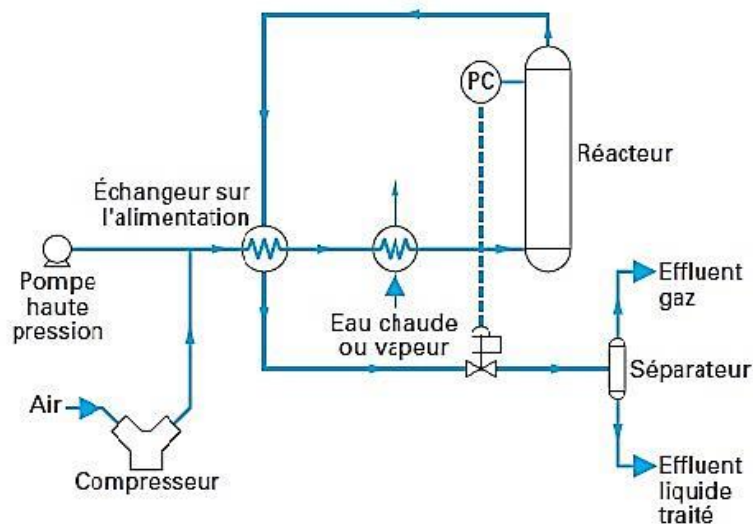 PC
Réacteur
Échangeur sur
l'alimentation
Pompe
haute
pression
Eau chaude
ou vapeur
Effluent
gaz
Séparateur
Air
Compresseur
Effluent
liquide
traité